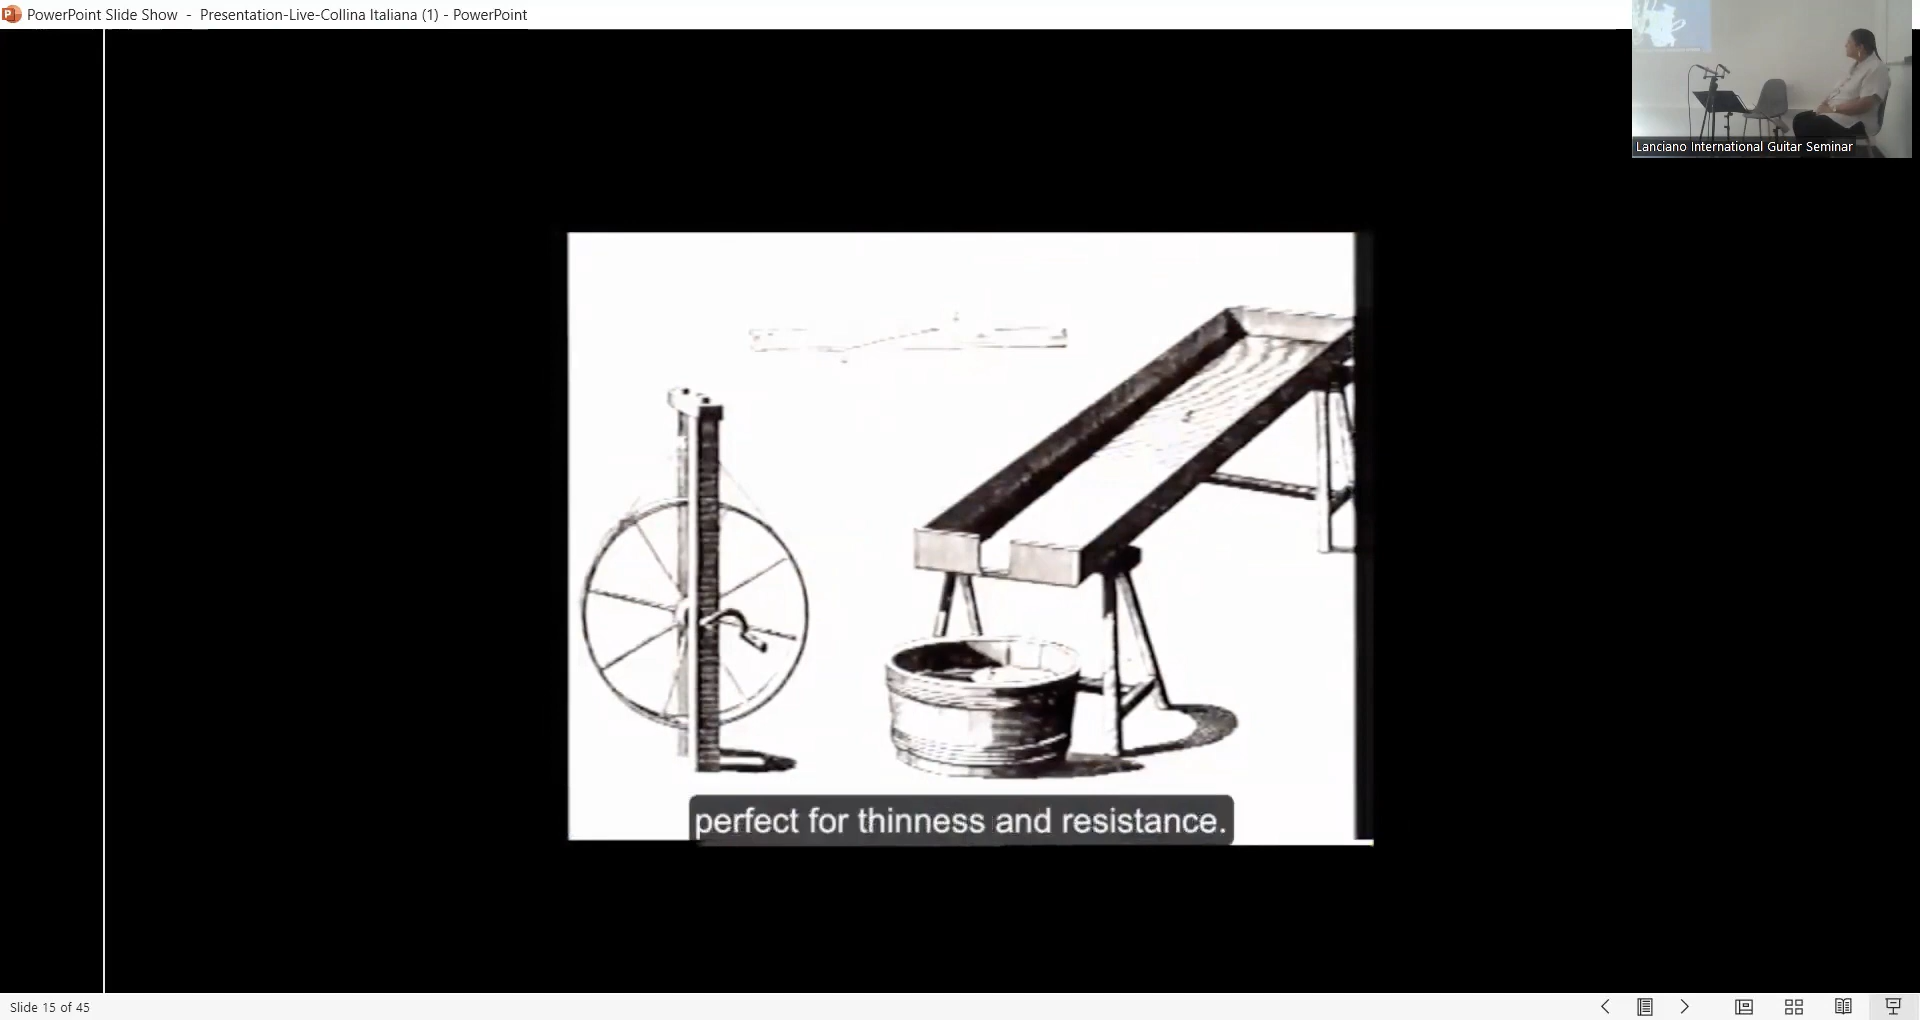 PowerPoint Slide Show - Presentation-Live-Collina Italiana (1) - PowerPoint
Lanciano International Guitar Seminar
perfect for thinness and resistance.
Slide 15 of 45